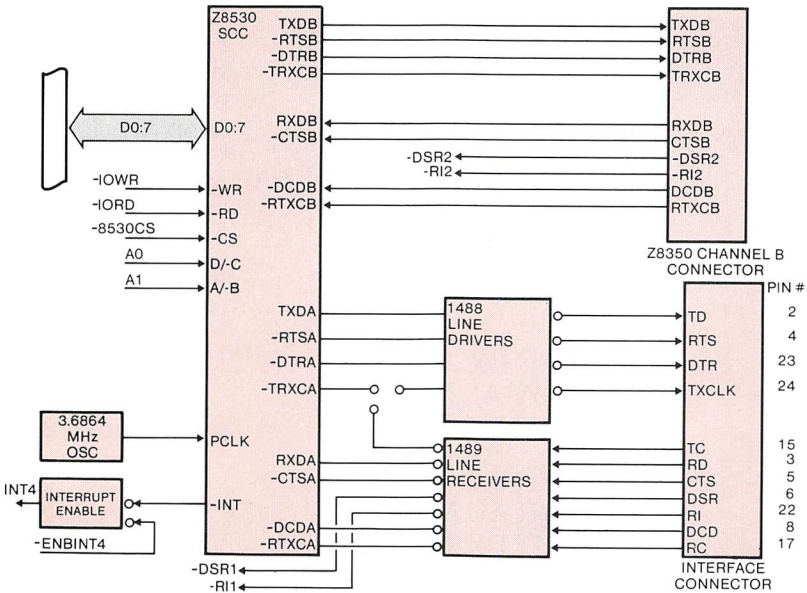 Z8530
SCC
TXDB
-RTSB
-DTRB
-TRXCB
TXDB
RTSB
DTRB
TRXCB
D0:7
D0:7
RXDB
-CTSB
-DSR2
-RI2
-DCDB
-RTXCB
RXDB
CTSB
-DSR2
-RI2
DCDB
RTXCB
-IOWR
-WR
-IORD
-RD
-8530CS
-CS
A0
D/-C
A1
A/-B
Z8350 CHANNEL B
CONNECTOR
PIN #
TXDA
-RTSA
-DTRA
-TRXCA
1488
LINE
DRIVERS
TD 2
RTS 4
DTR 23
TXCLK 24
3.6864
MHz
OSC
PCLK
RXDA
-CTSA
1489
LINE
RECEIVERS
TC 15
RD 3
CTS 5
DSR 6
RI 22
DCD 8
RC 17
INT4
INTERRUPT
ENABLE
-INT
-ENBINT4
-DCDA
-RTXCA
-DSR1
-RI1
INTERFACE
CONNECTOR